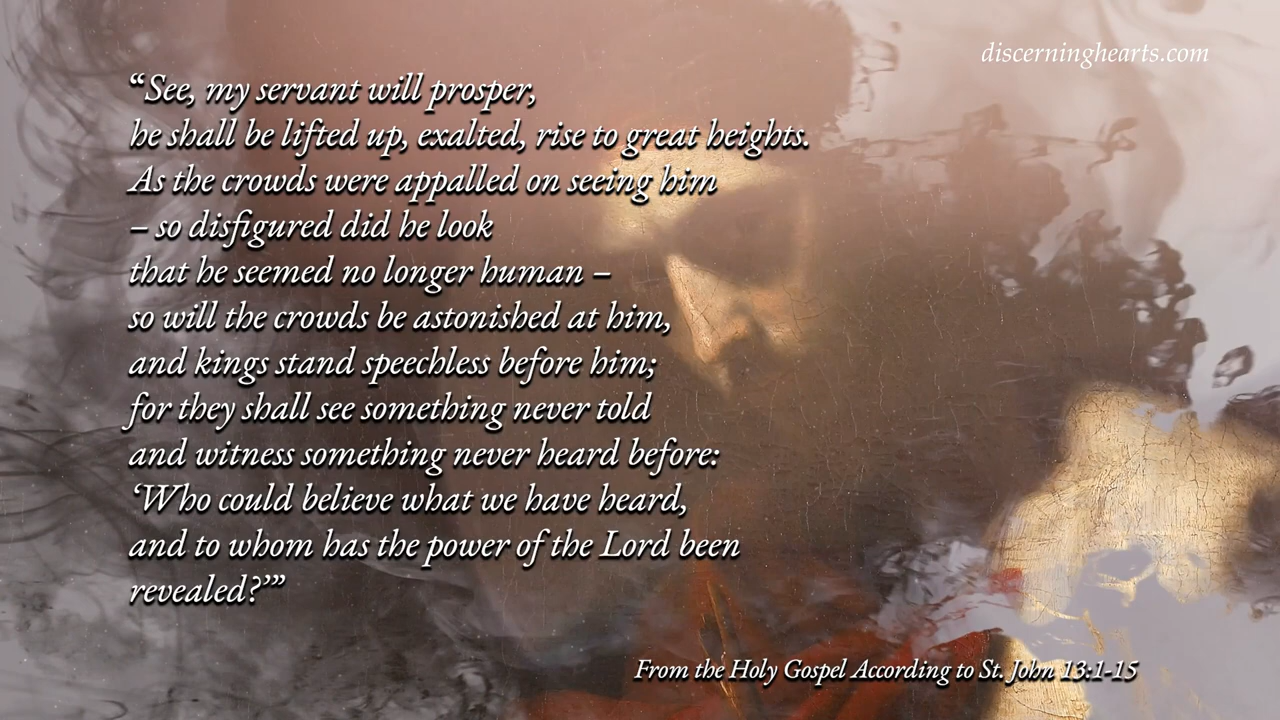 discerninghearts.com
“See, my servant will prosper,
he shall be lifted up, exalted, rise to great heights.
As the crowds were appalled on seeing him
– so disfigured did he look
that he seemed no longer human –
so will the crowds be astonished at him,
and kings stand speechless before him;
for they shall see something never told
and witness something never heard before:
‘Who could believe what we have heard,
and to whom has the power of the Lord been
revealed?’”
From the Holy Gospel According to St. John 13:1-15